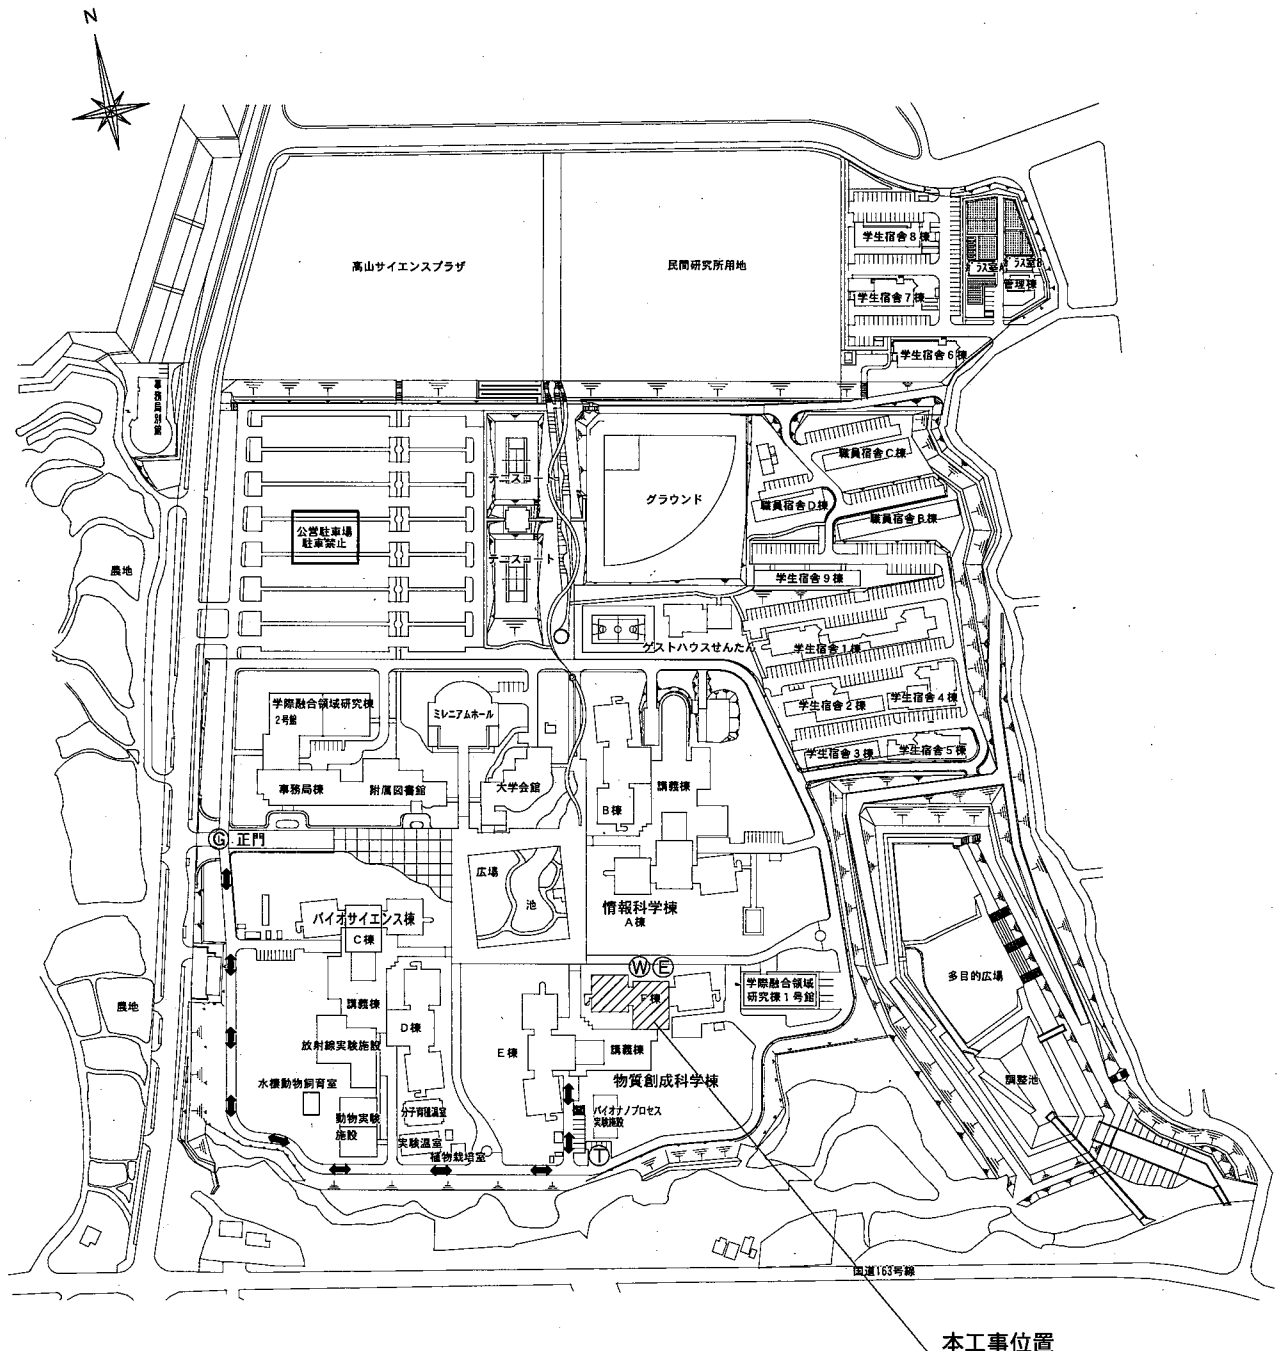 N
高山サイエンスプラザ
民間研究所用地
学生宿舎8棟
ガラス室A
ガラス室B
管理棟
学生宿舎7棟
学生宿舎6棟
事務局別館
テニスコート
グラウンド
職員宿舎C棟
職員宿舎D棟
職員宿舎B棟
公営駐車場
駐車禁止
テニスコート
農地
学生宿舎9棟
ゲストハウスせんたん
学生宿舎1棟
学生宿舎2棟
学生宿舎4棟
学生宿舎3棟
学生宿舎5棟
学際融合領域研究棟
2号館
ミレニアムホール
事務局棟
附属図書館
大学会館
B棟
講義棟
G 正門
広場
池
バイオサイエンス棟
C棟
情報科学棟
A棟
W E
F棟
学際融合領域
研究棟1号館
多目的広場
農地
講義棟
D棟
放射線実験施設
E棟
講義棟
物質創成科学棟
水棲動物飼育室
動物実験
施設
分子育種温室
実験温室
植物栽培室
バイオナノプロセス
実験施設
T
調整池
国道163号線
本工事位置